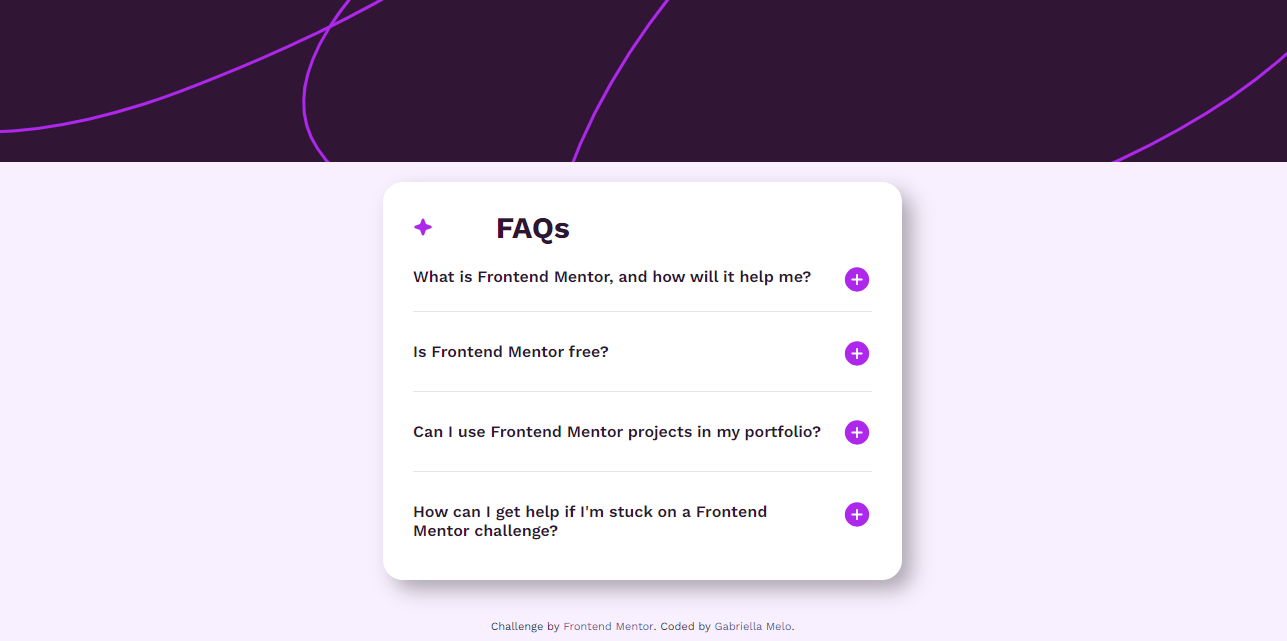 FAQs
What is Frontend Mentor, and how will it help me?
Is Frontend Mentor free?
Can I use Frontend Mentor projects in my portfolio?
How can I get help if I'm stuck on a Frontend
Mentor challenge?
Challenge by Frontend Mentor. Coded by Gabriella Melo.